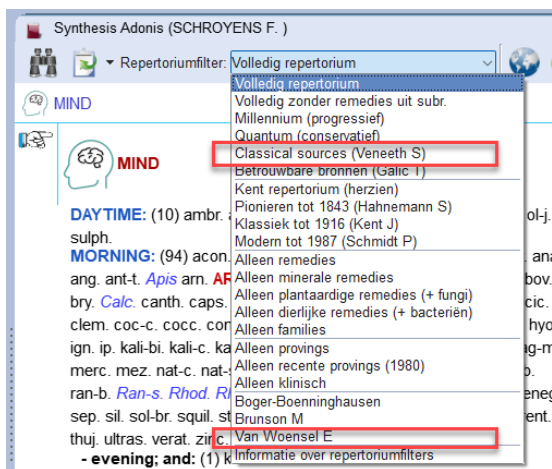 Synthesis Adonis (SCHROYENS F. )
Repertoriumfilter: Volledig repertorium
Volledig repertorium
Volledig zonder remedies uit subr.
Millennium (progressief)
Quantum (conservatief)
Classical sources (Veneeth S)
Betrouwbare bronnen (Galic T)
Kent repertorium (herzien)
Pionieren tot 1843 (Hahnemann S)
Klassiek tot 1916 (Kent J)
Modern tot 1987 (Schmidt P)
Alleen remedies
Alleen minerale remedies
Alleen plantaardige remedies (+ fungi)
Alleen dierlijke remedies (+ bacteriën)
Alleen families
Alleen provings
Alleen recente provings (1980)
Alleen klinisch
Boger-Boenninghausen
Brunson M
Van Woensel E
Informatie over repertoriumfilters
MIND
MIND
DAYTIME: (10) ambr.
sulph.
MORNING: (94) acon.
ang. ant-t. Apis arn.
bry. Calc. canth. caps.
clem. coc-c. cocc.
ign. ip. kali-bi. kali-c.
merc. mez. nat-c.
ran-b. Ran-s. Rhod.
sep. sil. sol-br. squil.
thuj. ultras. verat.
- evening; and: (1)